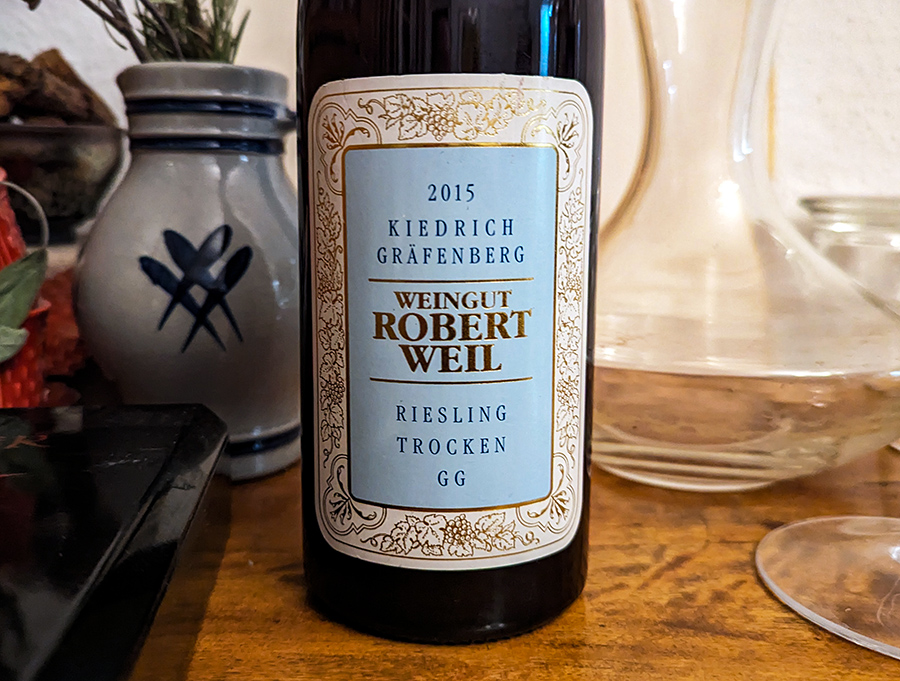 2015
KIEDRICH
GRÄFENBERG
WEINGUT
ROBERT
WEIL
RIESLING
TROCKEN
GG